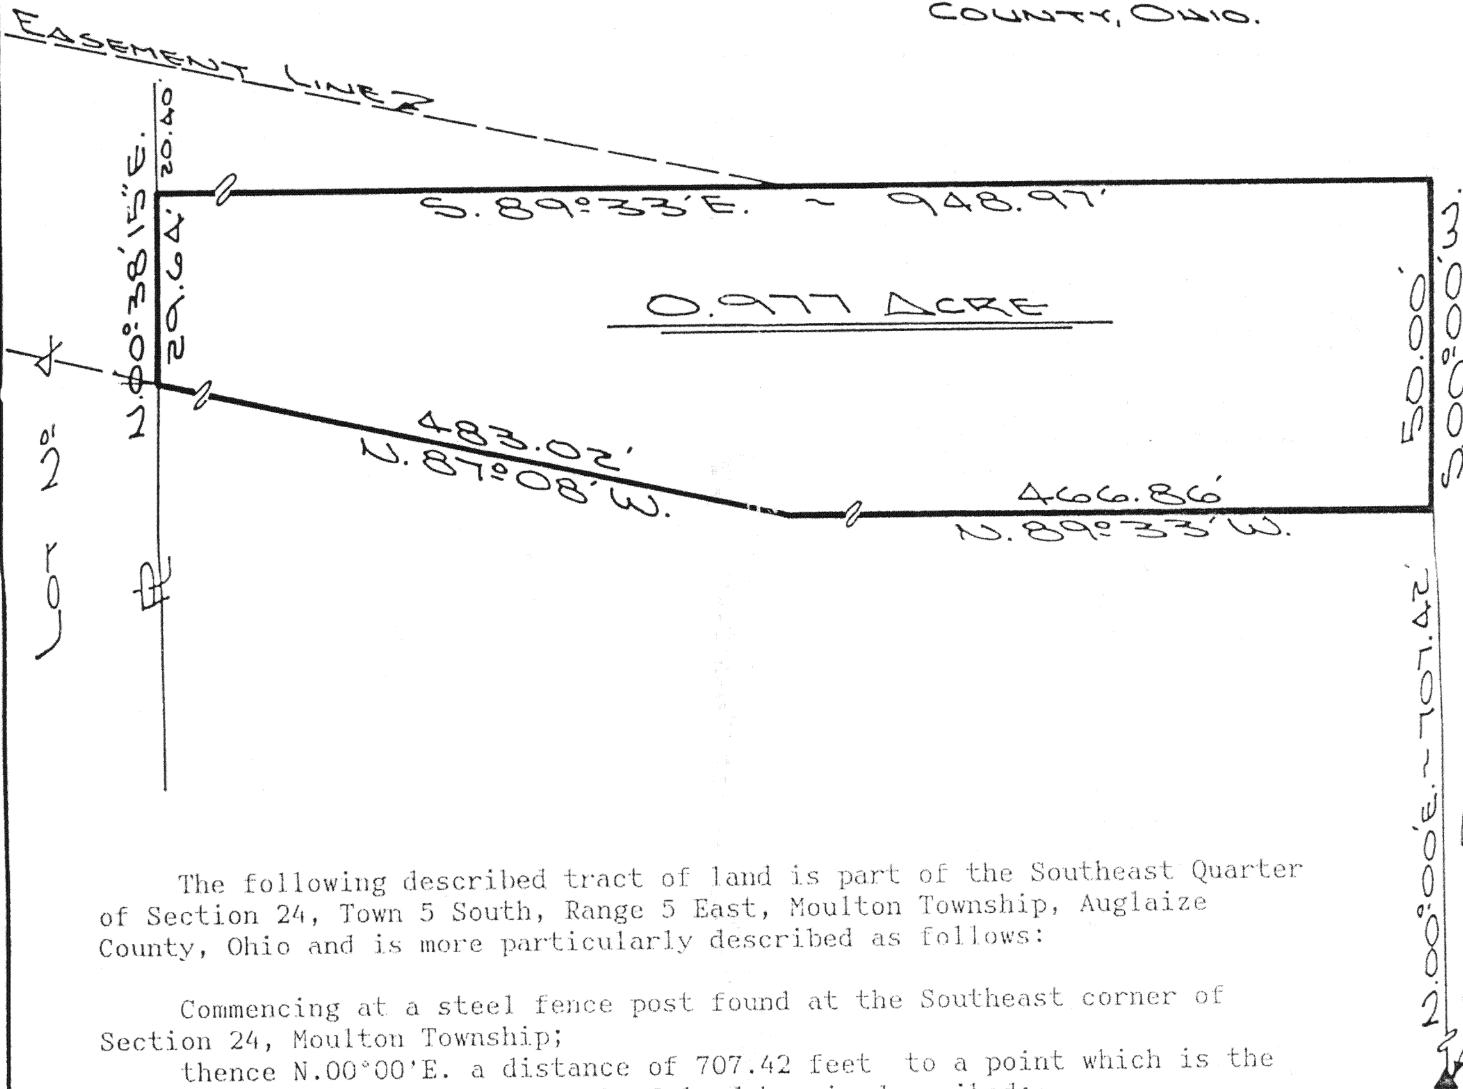 COUNTY, OHIO.
EASEMENT LINE
20.40'
N.00°38'15"E.
29.64'
S. 89°33'E. ~ 948.97'
0.977 ACRE
50.00'
S.00°00'W.
483.02'
N. 87°08'W.
466.86'
N. 89°33'W.
LOT Nº 4
N.00°00'E. ~ 707.42'
The following described tract of land is part of the Southeast Quarter
of Section 24, Town 5 South, Range 5 East, Moulton Township, Auglaize
County, Ohio and is more particularly described as follows:
Commencing at a steel fence post found at the Southeast corner of
Section 24, Moulton Township;
thence N.00°00'E. a distance of 707.42 feet to a point which is the